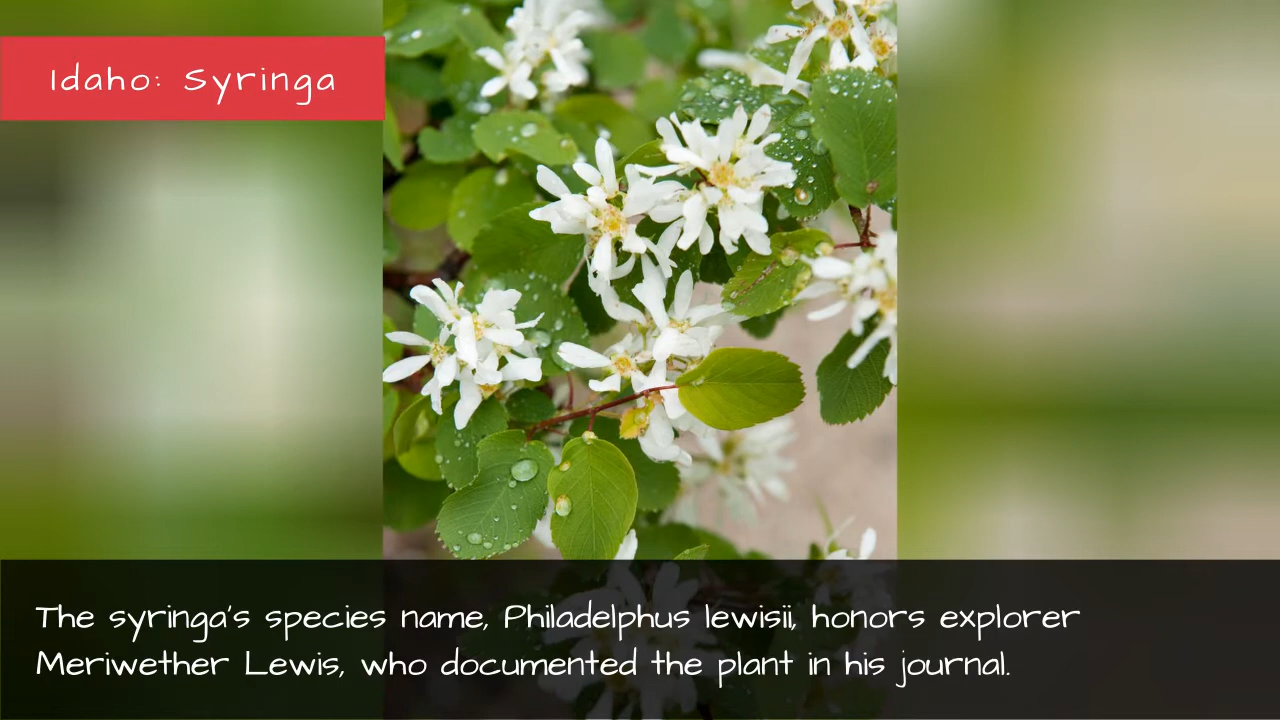 Idaho: Syringa
The syringa's species name, Philadelphus lewisii, honors explorer
Meriwether Lewis, who documented the plant in his journal.